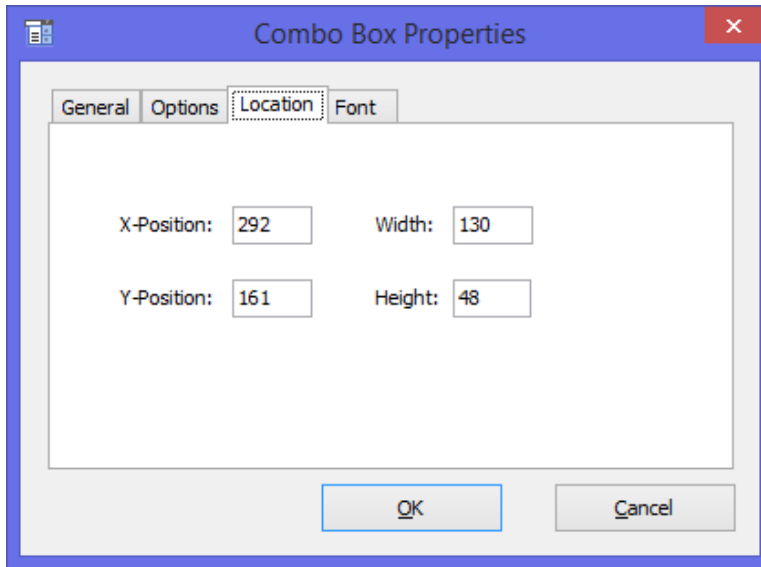 Combo Box Properties
General Options Location Font
X-Position: 292 Width: 130
Y-Position: 161 Height: 48
OK Cancel